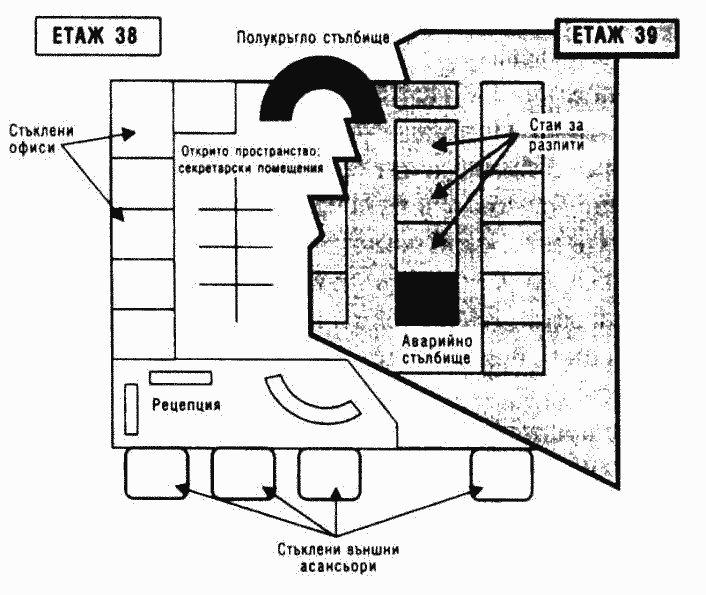 ЕТАЖ 38
Полукръгло стълбище
ЕТАЖ 39
Стъклени
офиси
Открито пространство:
секретарски помещения
Стаи за
разпити
Аварийно
стълбище
Рецепция
Стъклени външни
асансьори